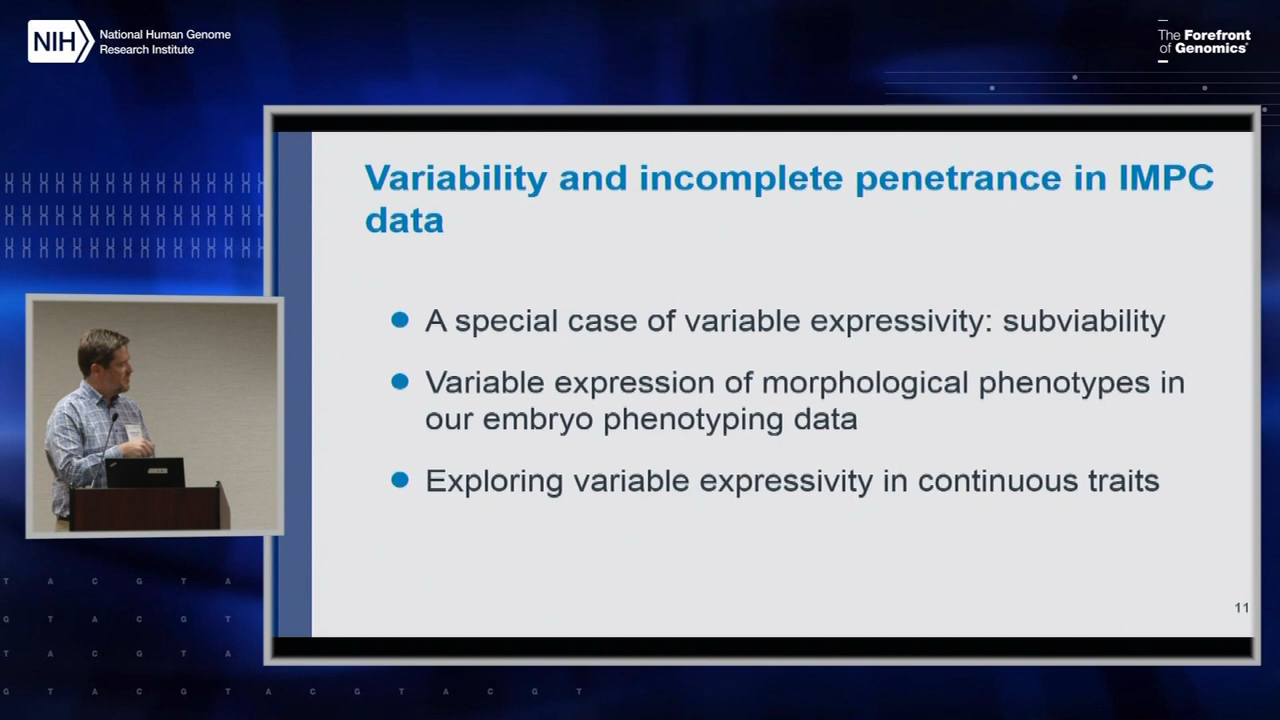 NIH
National Human Genome
Research Institute
The Forefront
of Genomics®
Variability and incomplete penetrance in IMPC
data
● A special case of variable expressivity: subviability
● Variable expression of morphological phenotypes in
our embryo phenotyping data
● Exploring variable expressivity in continuous traits
11
T A C G T A
G T A C G T
T A C G T A
G T A C G T A C G T A C G T